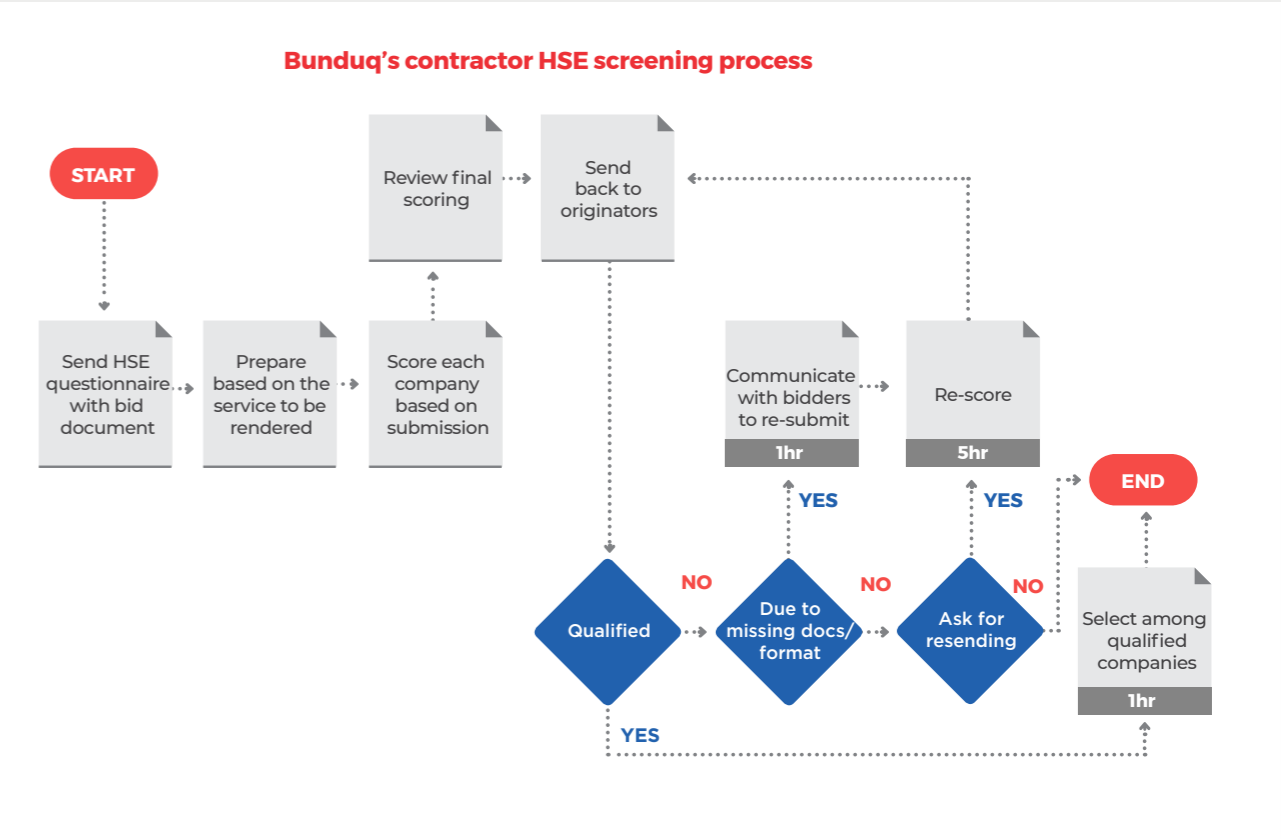 Bunduq’s contractor HSE screening process
START
Review final
scoring
Send
back to
originators
Send HSE
questionnaire
with bid
document
Prepare
based on the
service to be
rendered
Score each
company
based on
submission
Communicate
with bidders
to re-submit
1hr
Re-score
5hr
YES
YES
END
NO
NO
NO
Qualified
Due to
missing docs/
format
Ask for
resending
Select among
qualified
companies
1hr
YES